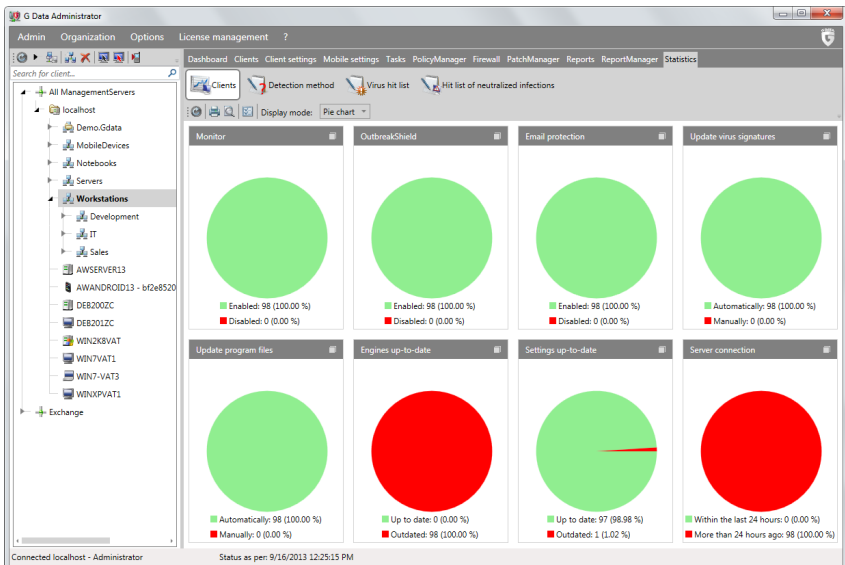 G Data Administrator
Admin Organization Options License management ?
Search for client...
All ManagementServers
localhost
Demo.Gdata
MobileDevices
Notebooks
Servers
Workstations
Development
IT
Sales
AWSERVER13
AWANDROID13 - bf2e8520
DEB200ZC
DEB201ZC
WIN2K8VAT
WIN7VAT1
WIN7-VAT3
WINXPVAT1
Exchange
Dashboard Clients Client settings Mobile settings Tasks PolicyManager Firewall PatchManager Reports ReportManager Statistics
Clients Detection method Virus hit list Hit list of neutralized infections
Display mode: Pie chart
Monitor
Enabled: 98 (100.00 %)
Disabled: 0 (0.00 %)
OutbreakShield
Enabled: 98 (100.00 %)
Disabled: 0 (0.00 %)
Email protection
Enabled: 98 (100.00 %)
Disabled: 0 (0.00 %)
Update virus signatures
Automatically: 98 (100.00 %)
Manually: 0 (0.00 %)
Update program files
Automatically: 98 (100.00 %)
Manually: 0 (0.00 %)
Engines up-to-date
Up to date: 0 (0.00 %)
Outdated: 98 (100.00 %)
Settings up-to-date
Up to date: 97 (98.98 %)
Outdated: 1 (1.02 %)
Server connection
Within the last 24 hours: 0 (0.00 %)
More than 24 hours ago: 98 (100.00 %)
Connected localhost - Administrator
Status as per: 9/16/2013 12:25:15 PM